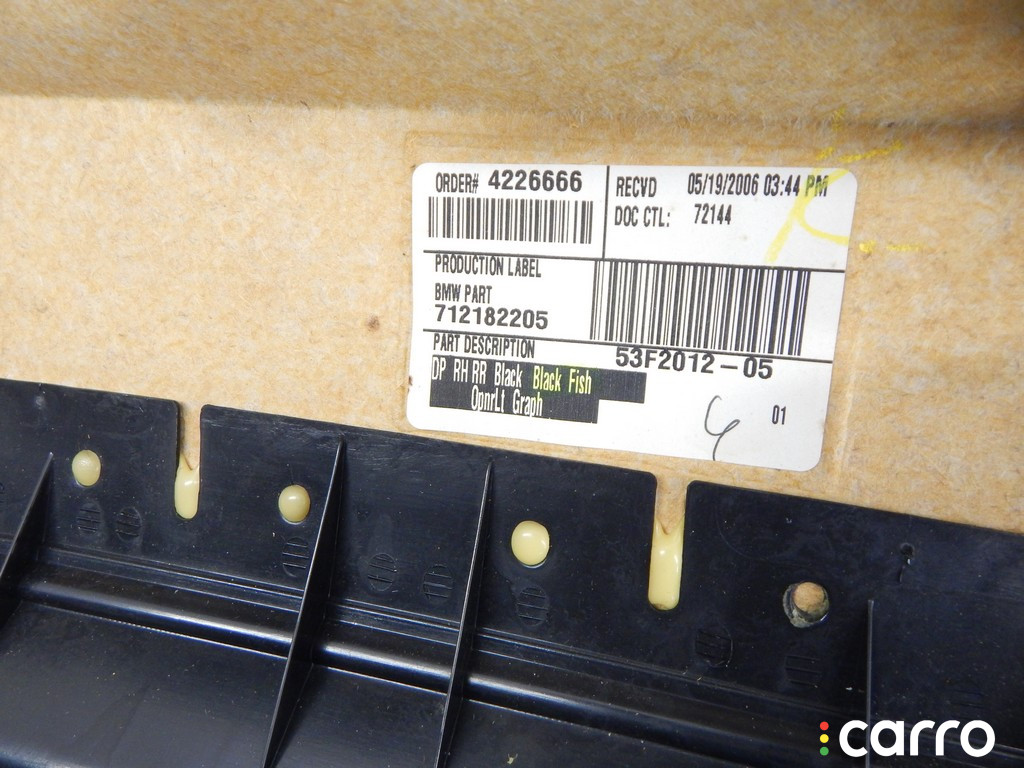 ORDER# 4226666
RECVD 05/19/2006 03:44 PM
DOC CTL: 72144
PRODUCTION LABEL
BMW PART
712182205
PART DESCRIPTION
53F2012-05
DP RH RR Black Black Fish
OpnrLt Graph
01
carro